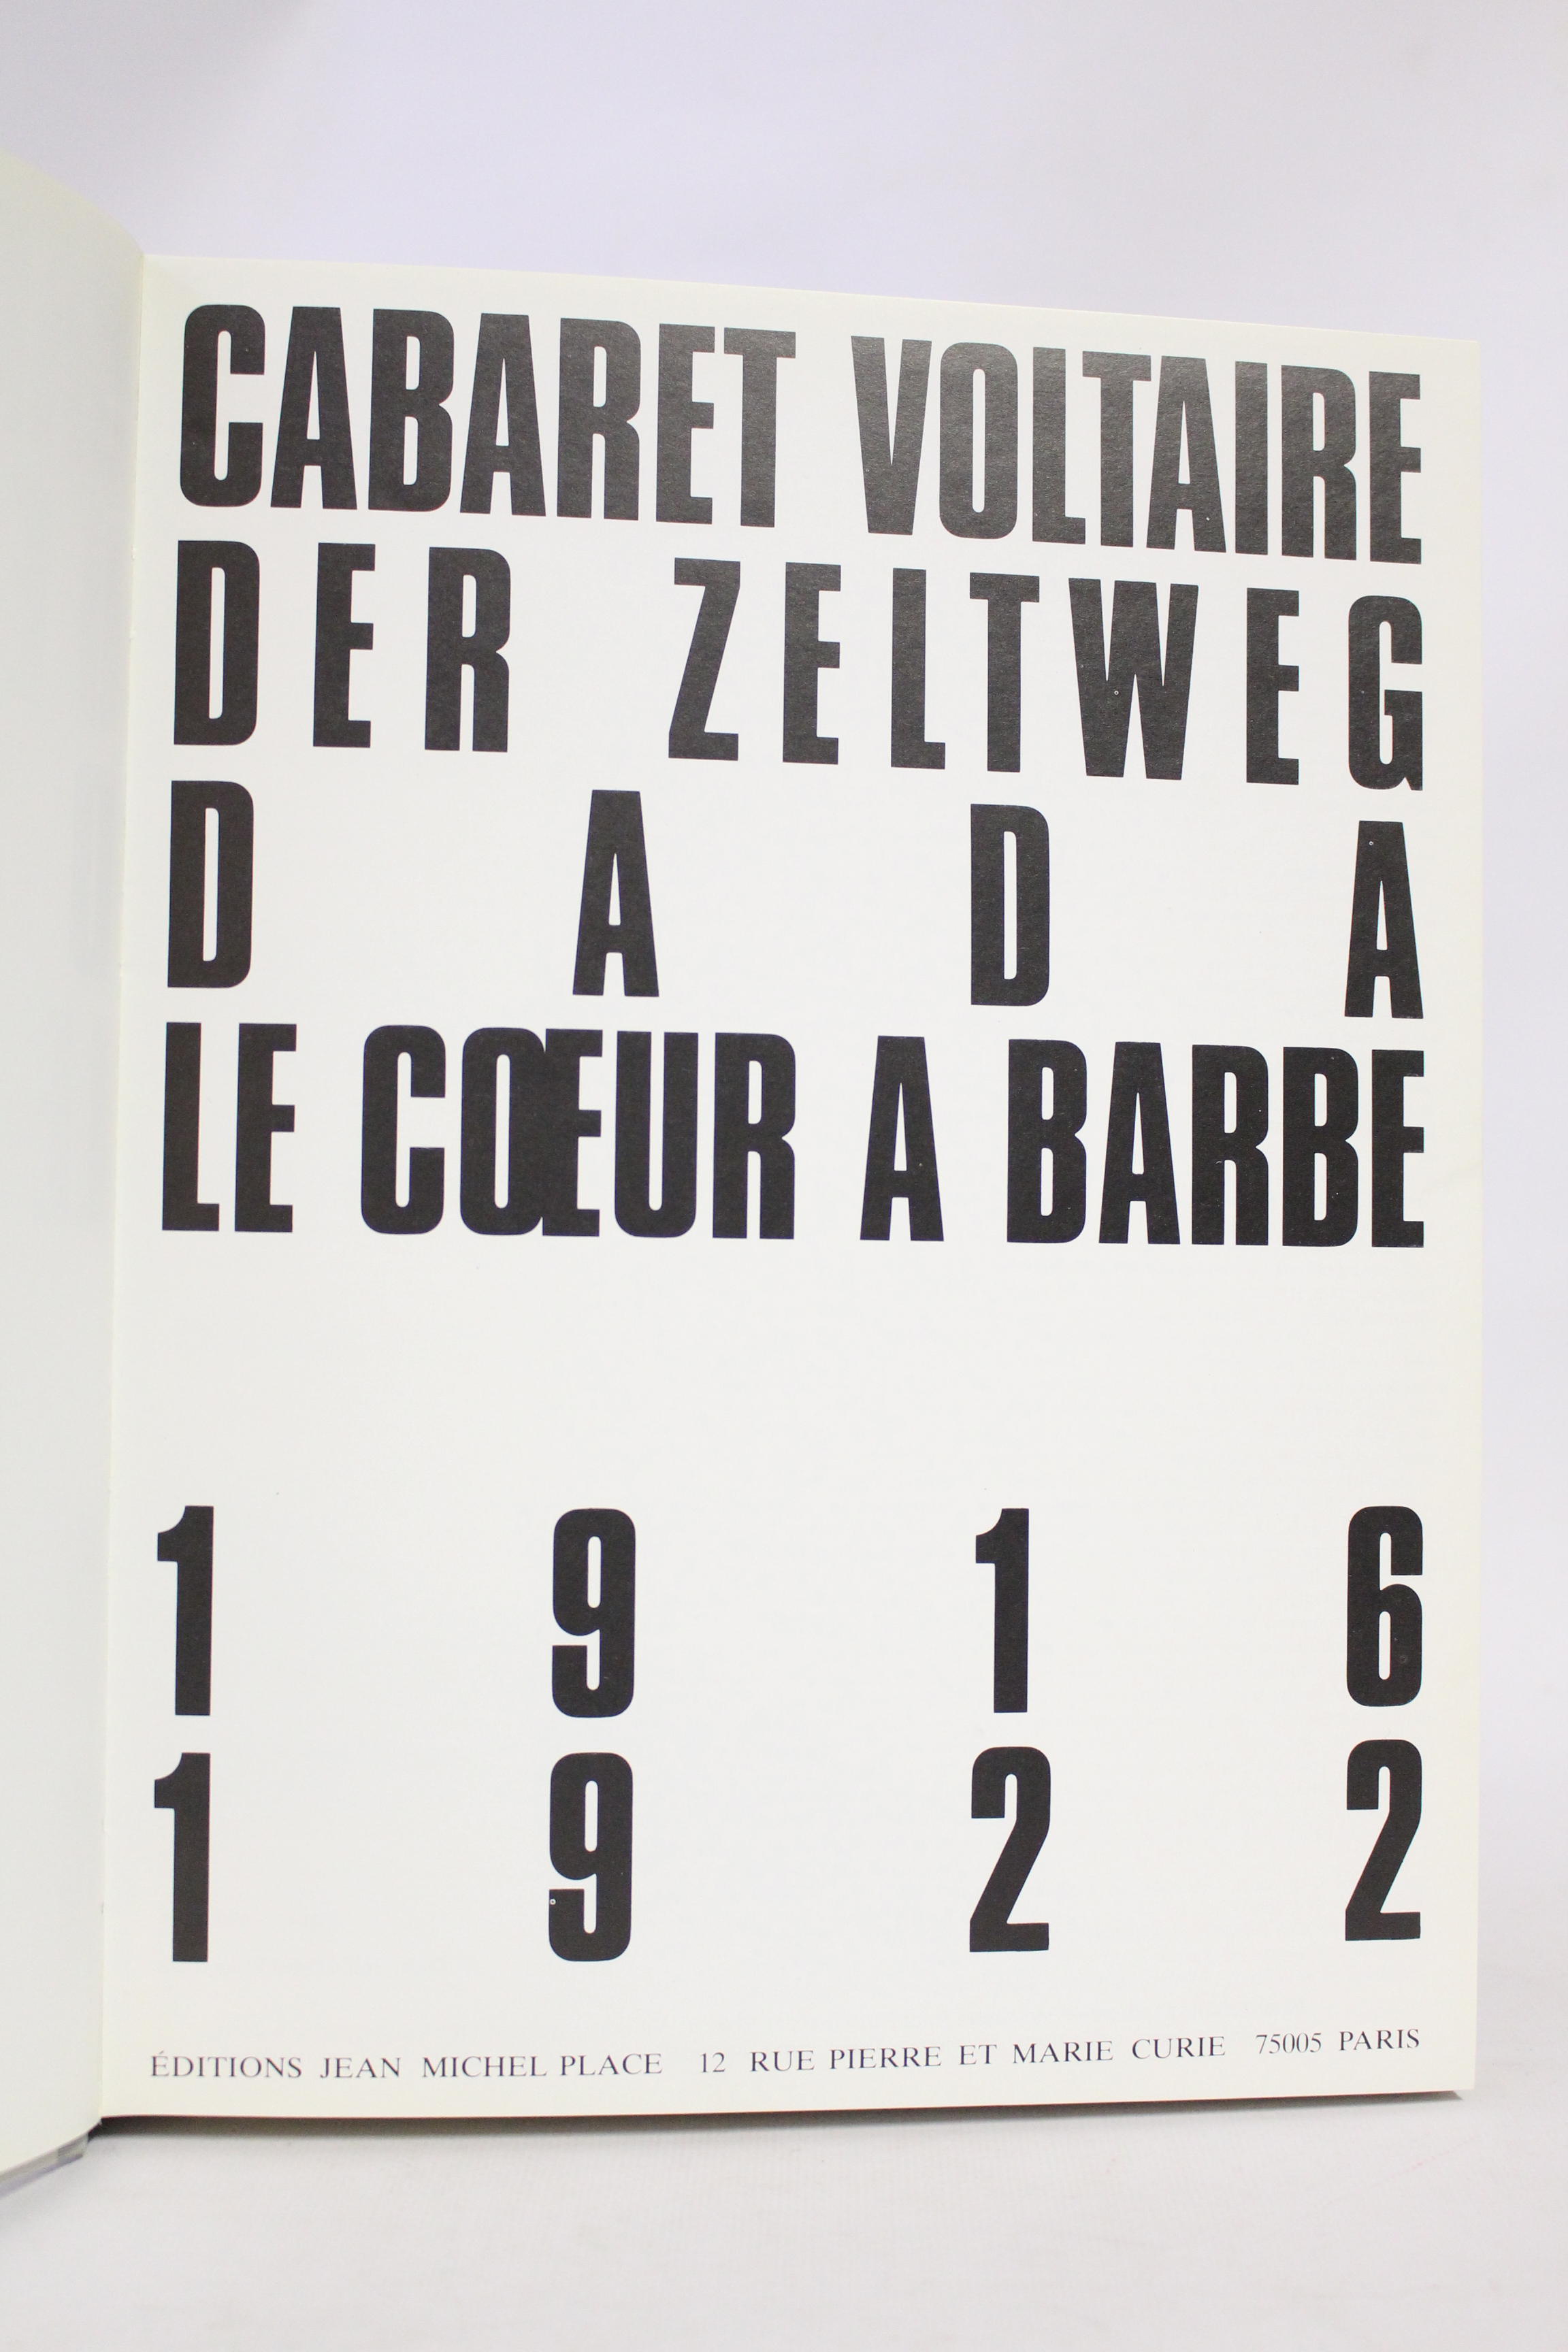 CABARET VOLTAIRE
DER ZELTWEG
D A D A
LE CŒUR A BARBE
1 9 1 6
1 9 2 2
ÉDITIONS JEAN MICHEL PLACE 12 RUE PIERRE ET MARIE CURIE 75005 PARIS